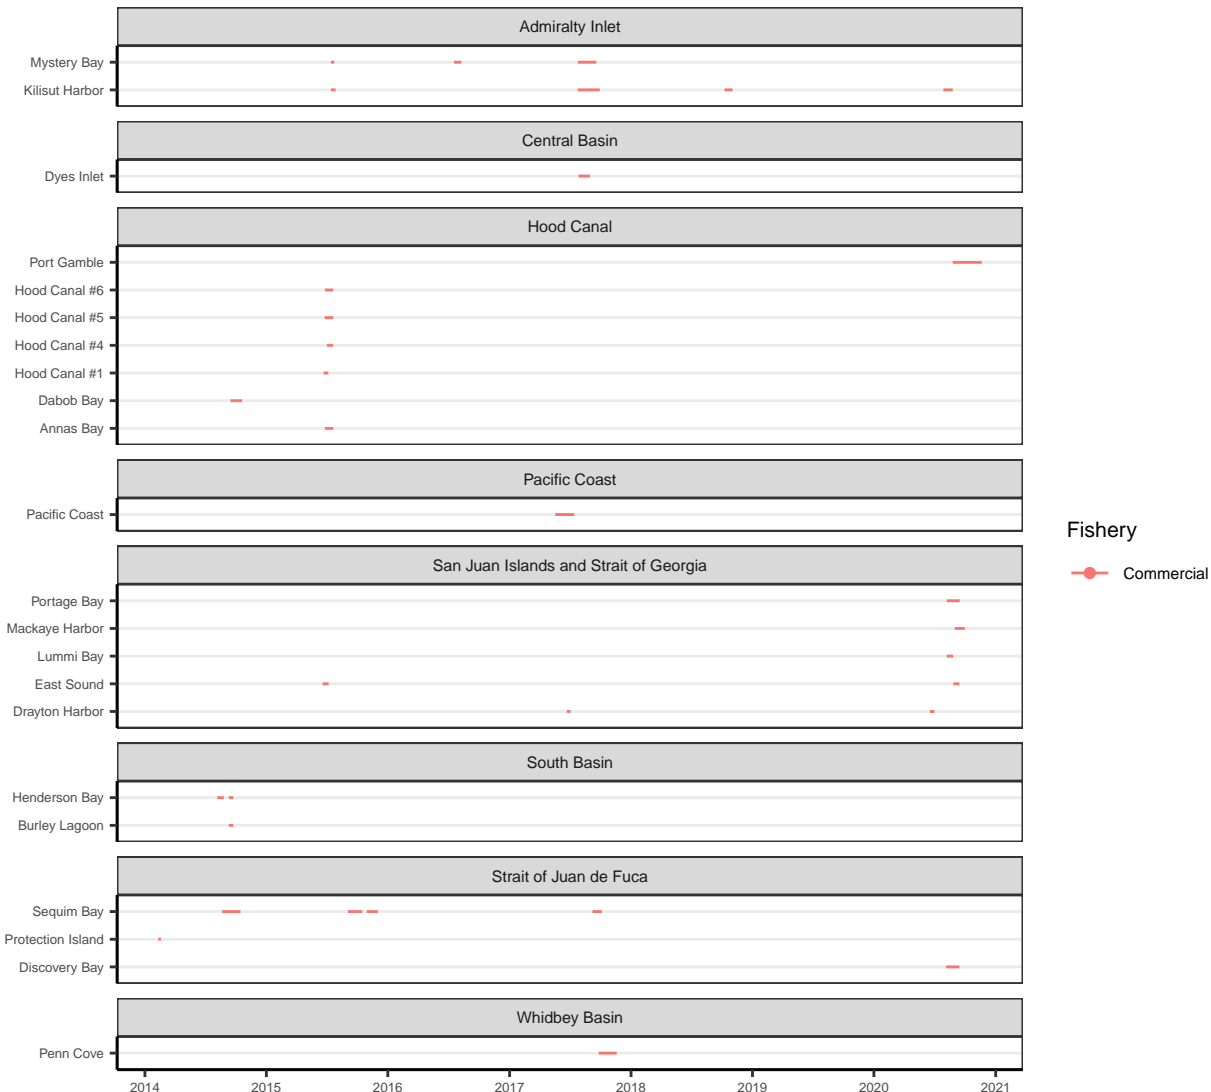 Admiralty Inlet
Mystery Bay
Kilisut Harbor
Central Basin
Dyes Inlet
Hood Canal
Port Gamble
Hood Canal #6
Hood Canal #5
Hood Canal #4
Hood Canal #1
Dabob Bay
Annas Bay
Pacific Coast
Pacific Coast
San Juan Islands and Strait of Georgia
Portage Bay
Mackaye Harbor
Lummi Bay
East Sound
Drayton Harbor
South Basin
Henderson Bay
Burley Lagoon
Strait of Juan de Fuca
Sequim Bay
Protection Island
Discovery Bay
Whidbey Basin
Penn Cove
2014 2015 2016 2017 2018 2019 2020 2021
Fishery
Commercial